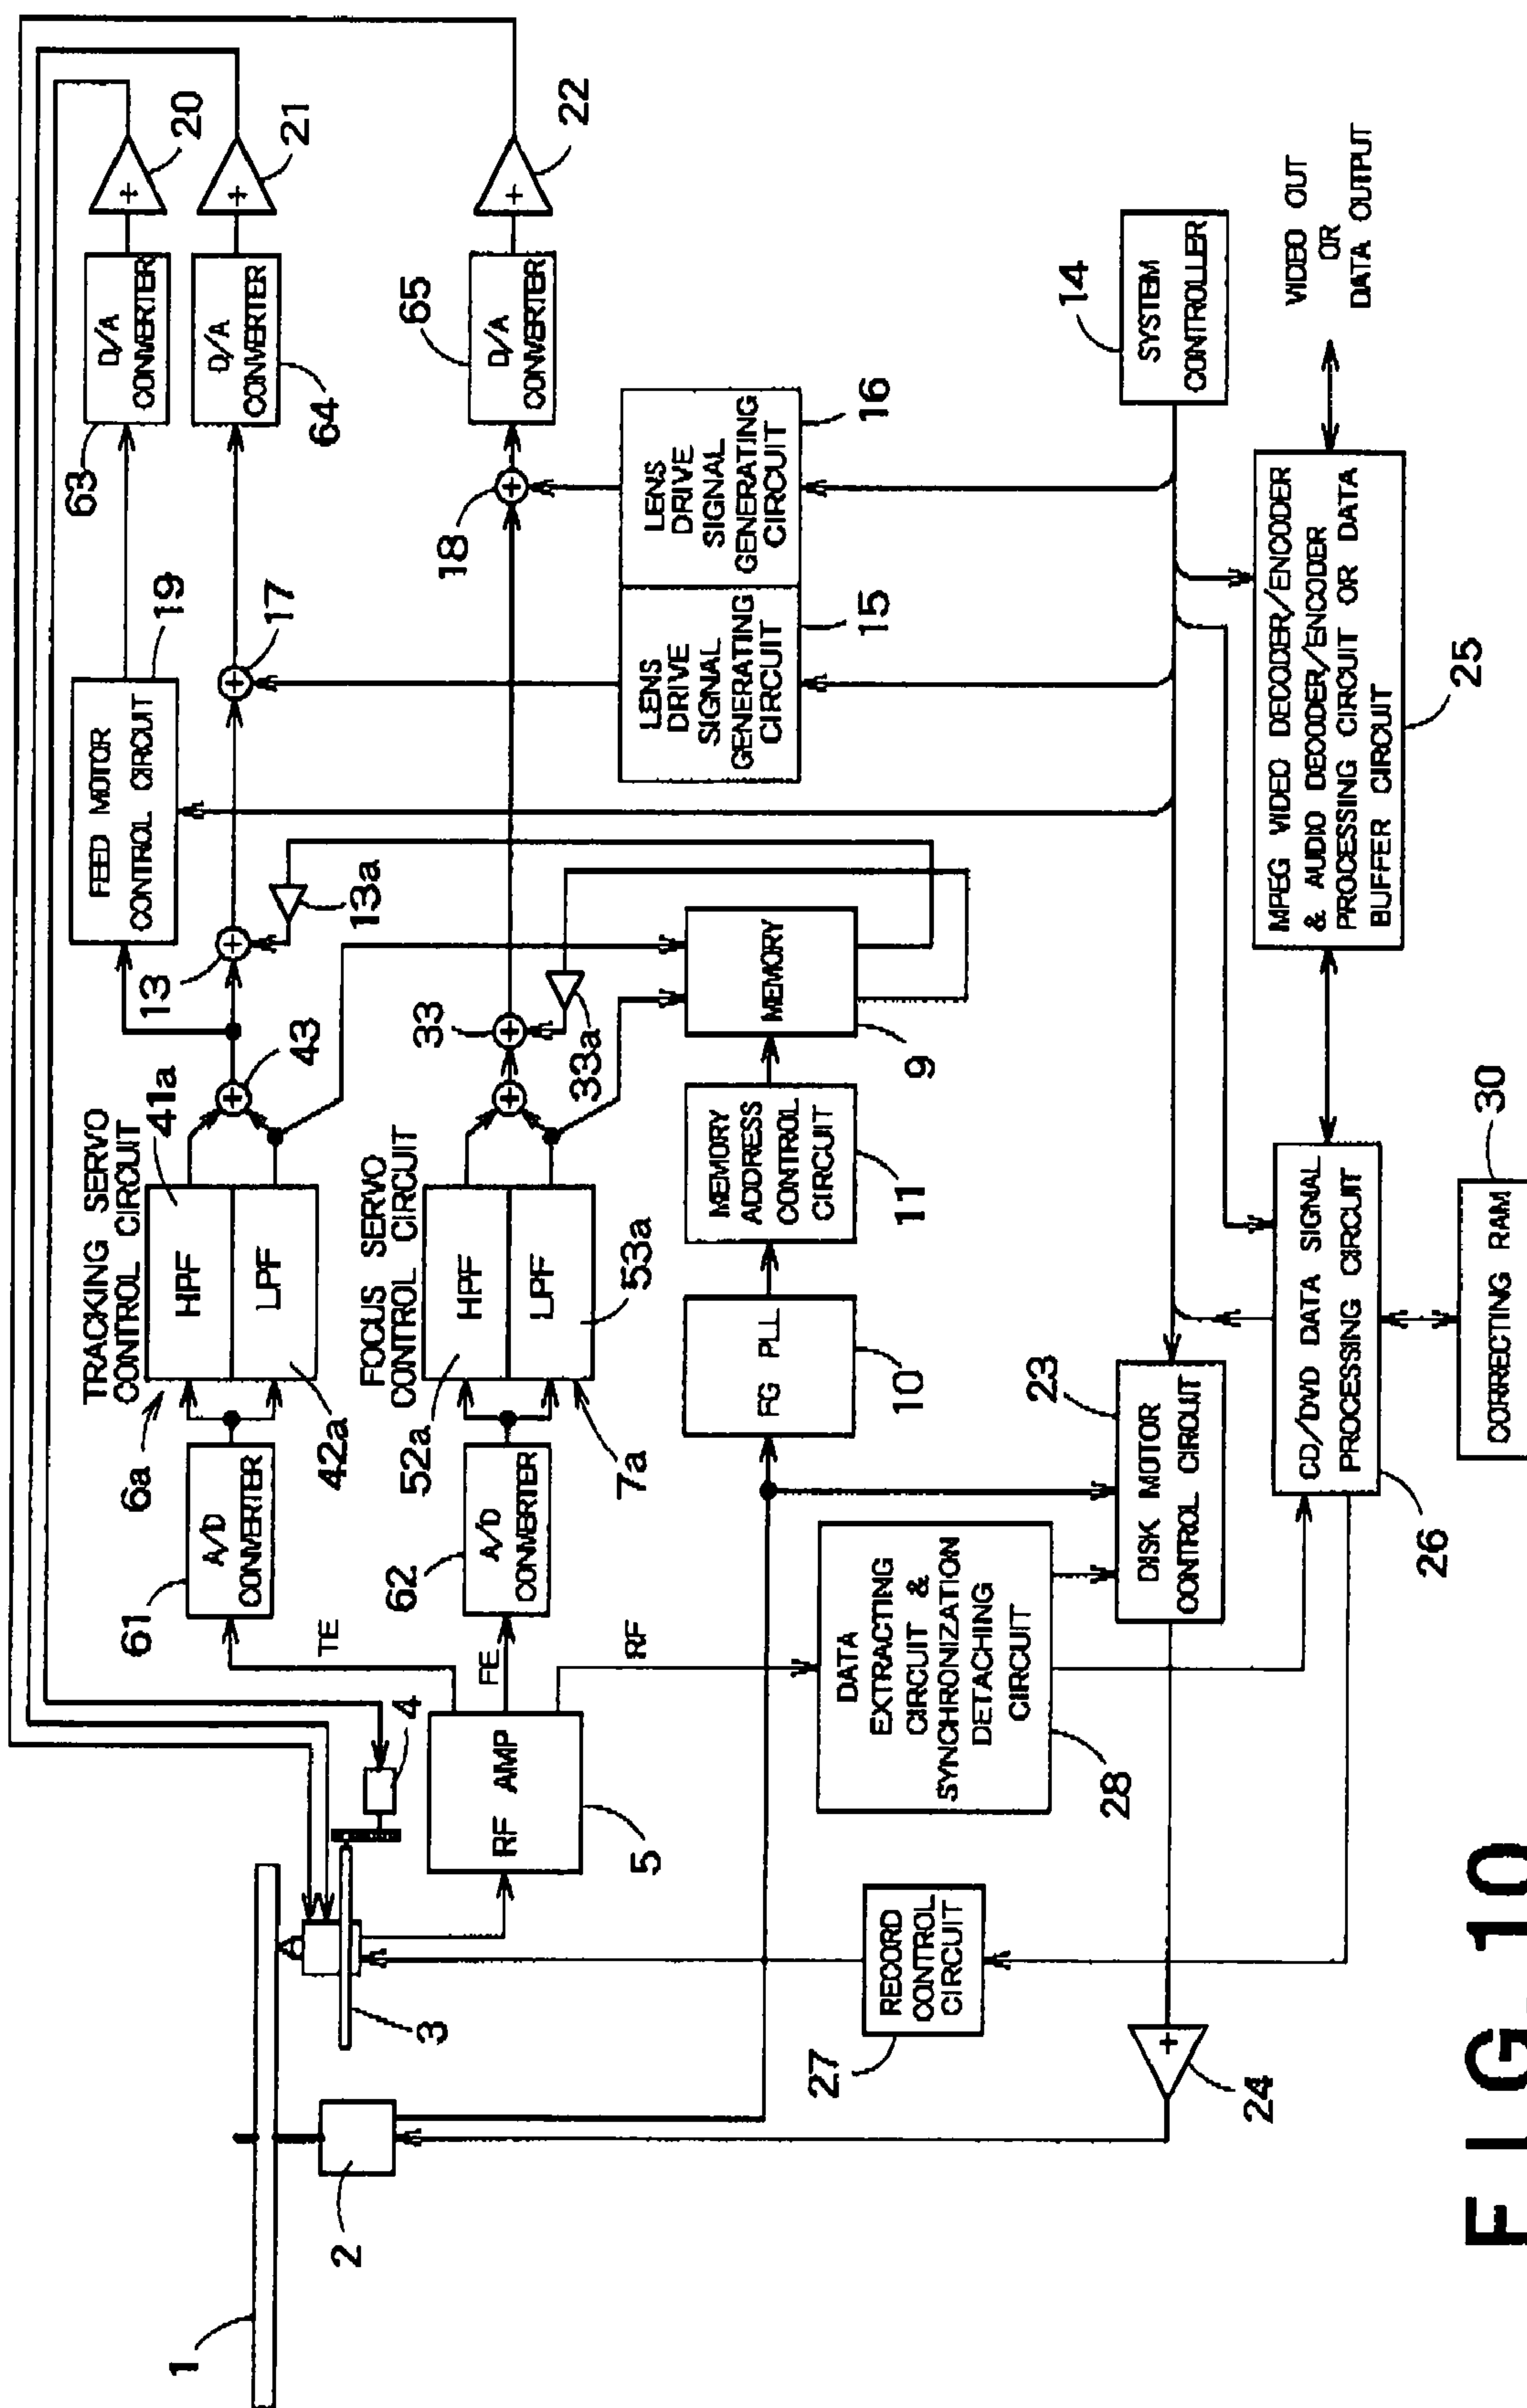 1
2
3
4
5
RF AMP
TE
FE
RF
61
A/D
CONVERTER
62
A/D
CONVERTER
6a
TRACKING SERVO
CONTROL CIRCUIT
41a
HPF
LPF
42a
FOCUS SERVO
CONTROL CIRCUIT
52a
HPF
LPF
53a
7a
43
13
13a
33
33a
FEED MOTOR
CONTROL CIRCUIT
19
17
18
63
D/A
CONVERTER
20
D/A
CONVERTER
64
21
65
D/A
CONVERTER
22
FG PLL
10
MEMORY
ADDRESS
CONTROL
CIRCUIT
11
MEMORY
9
LENS
DRIVE
SIGNAL
GENERATING
CIRCUIT
15
LENS
DRIVE
SIGNAL
GENERATING
CIRCUIT
16
14
SYSTEM
CONTROLLER
RECORD
CONTROL
CIRCUIT
27
DATA
EXTRACTING
CIRCUIT &
SYNCHRONIZATION
DETACHING
CIRCUIT
28
23
DISK MOTOR
CONTROL CIRCUIT
24
CD/DVD DATA SIGNAL
PROCESSING CIRCUIT
26
30
CORRECTING RAM
MPEG VIDEO DECODER/ENCODER
& AUDIO DECODER/ENCODER
PROCESSING CIRCUIT OR DATA
BUFFER CIRCUIT
25
VIDEO OUT
OR
DATA OUTPUT
FIG.10